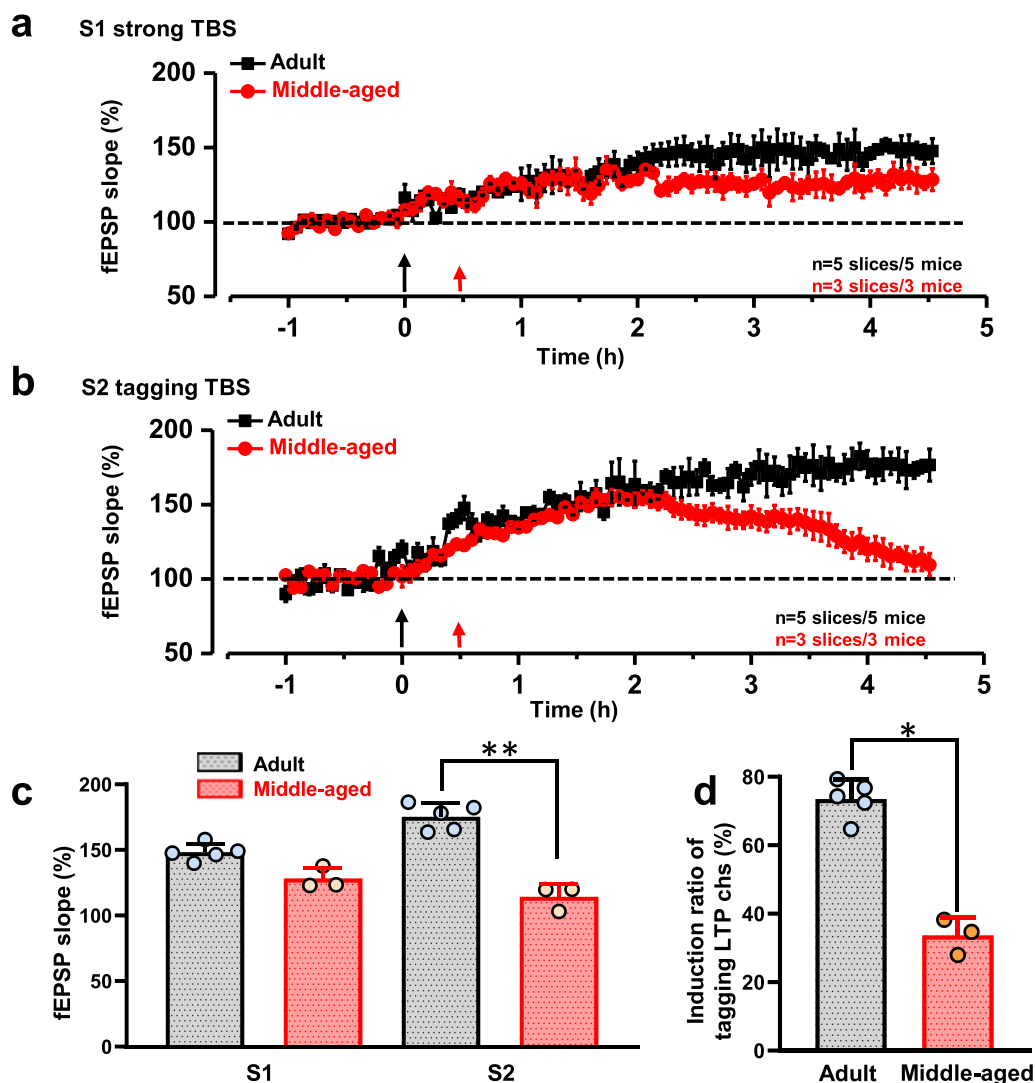 a
S1 strong TBS
Adult
Middle-aged
fEPSP slope (%)
200
150
100
50
n=5 slices/5 mice
n=3 slices/3 mice
-1 0 1 2 3 4 5
Time (h)
b
S2 tagging TBS
Adult
Middle-aged
fEPSP slope (%)
200
150
100
50
n=5 slices/5 mice
n=3 slices/3 mice
-1 0 1 2 3 4 5
Time (h)
c
Adult
Middle-aged
**
fEPSP slope (%)
200
150
100
50
0
S1 S2
d
*
Induction ratio of
tagging LTP chs (%)
80
60
40
20
0
Adult Middle-aged